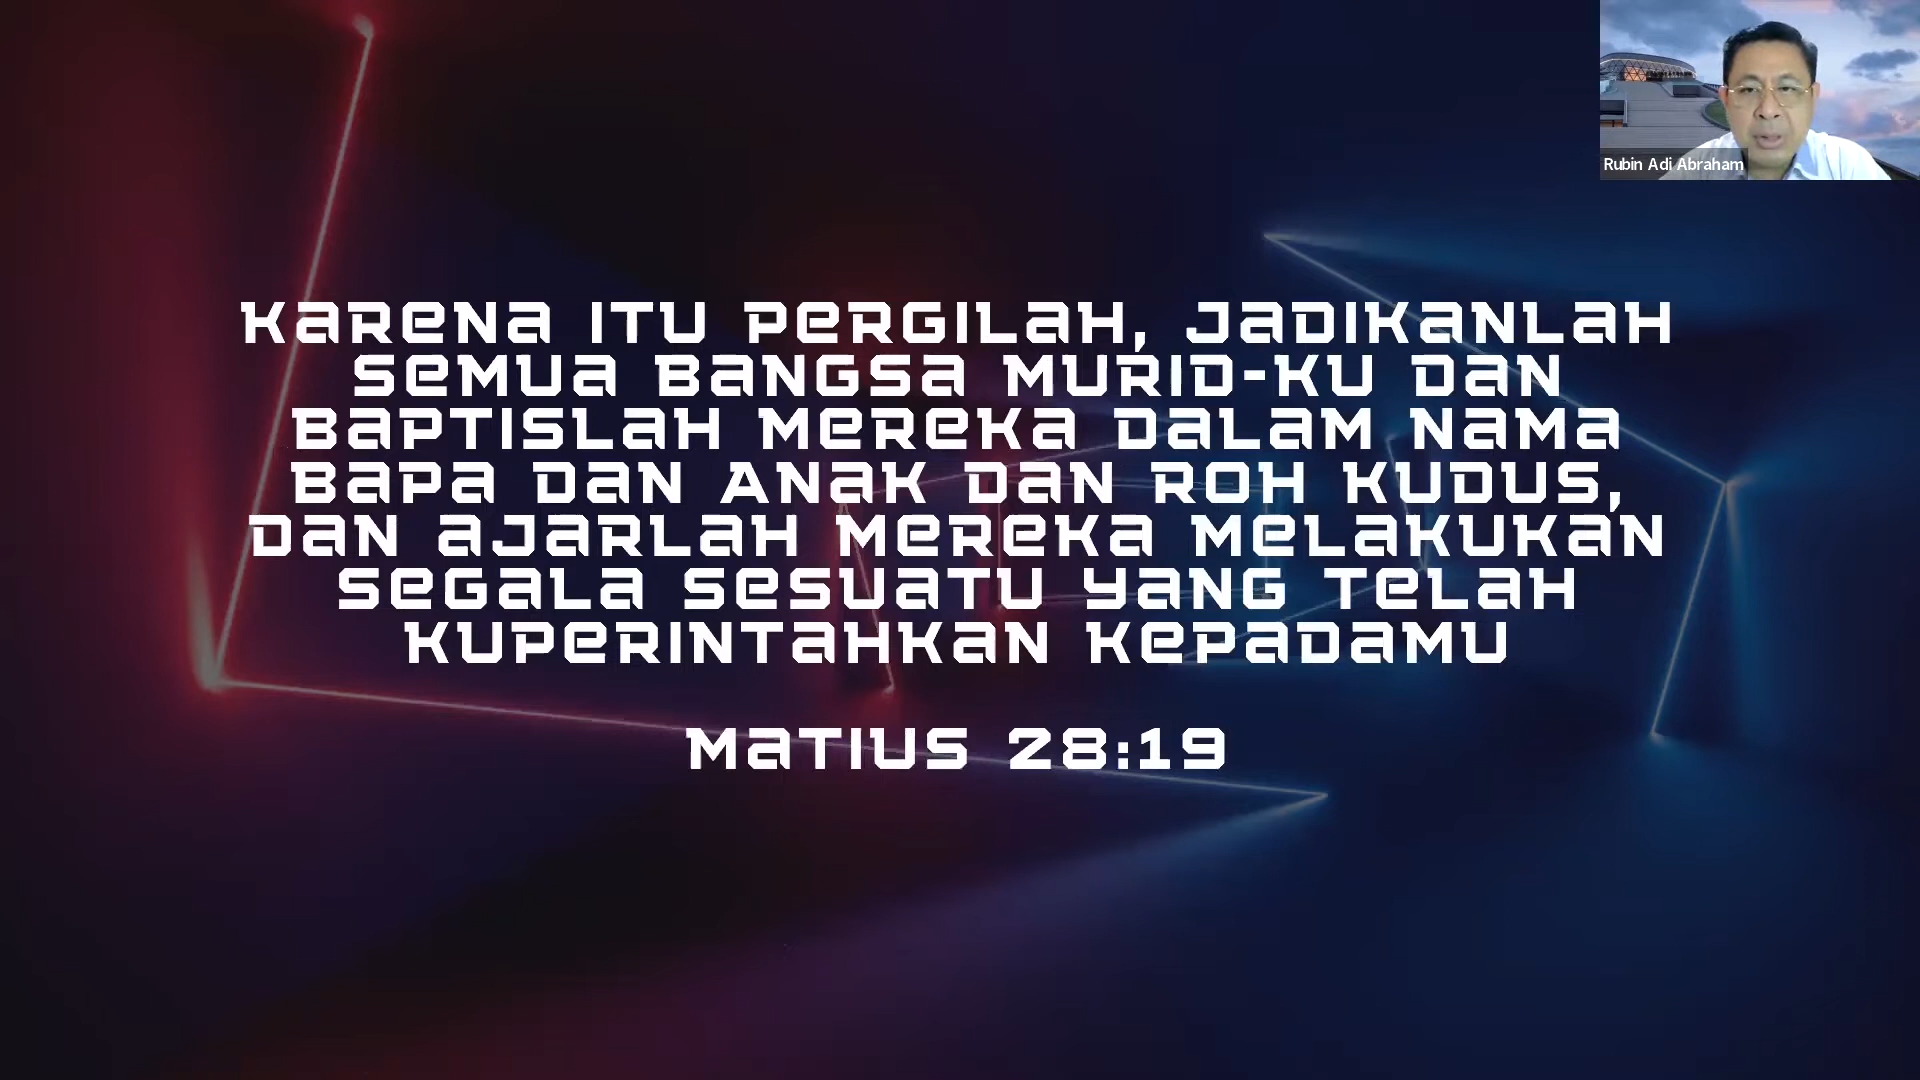 Rubin Adi Abraham
KARENA ITU PERGILAH, JADIKANLAH
SEMUA BANGSA MURID-KU DAN
BAPTISLAH MEREKA DALAM NAMA
BAPA DAN ANAK DAN ROH KUDUS,
DAN AJARLAH MEREKA MELAKUKAN
SEGALA SESUATU YANG TELAH
KUPERINTAHKAN KEPADAMU
MATIUS 28:19